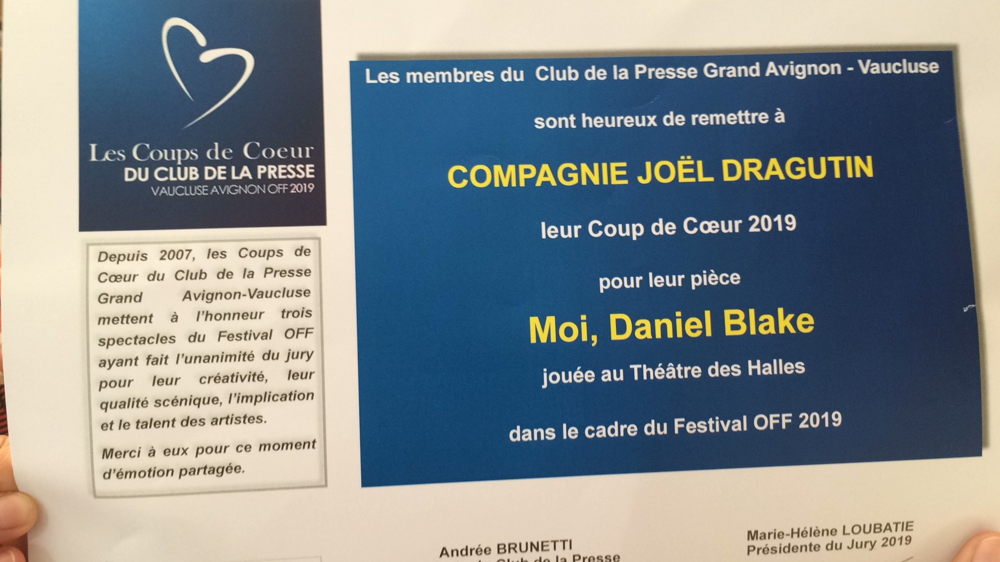 Les Coups de Coeur
DU CLUB DE LA PRESSE
VAUCLUSE AVIGNON OFF 2019
Depuis 2007, les Coups de
Cœur du Club de la Presse
Grand Avignon-Vaucluse
mettent à l'honneur trois
spectacles du Festival OFF
ayant fait l'unanimité du jury
pour leur créativité, leur
qualité scénique, l'implication
et le talent des artistes.
Merci à eux pour ce moment
d'émotion partagée.
Les membres du Club de la Presse Grand Avignon - Vaucluse
sont heureux de remettre à
COMPAGNIE JOËL DRAGUTIN
leur Coup de Cœur 2019
pour leur pièce
Moi, Daniel Blake
jouée au Théâtre des Halles
dans le cadre du Festival OFF 2019
Andrée BRUNETTI
Club de la Presse
Marie-Hélène LOUBATIE
Présidente du Jury 2019